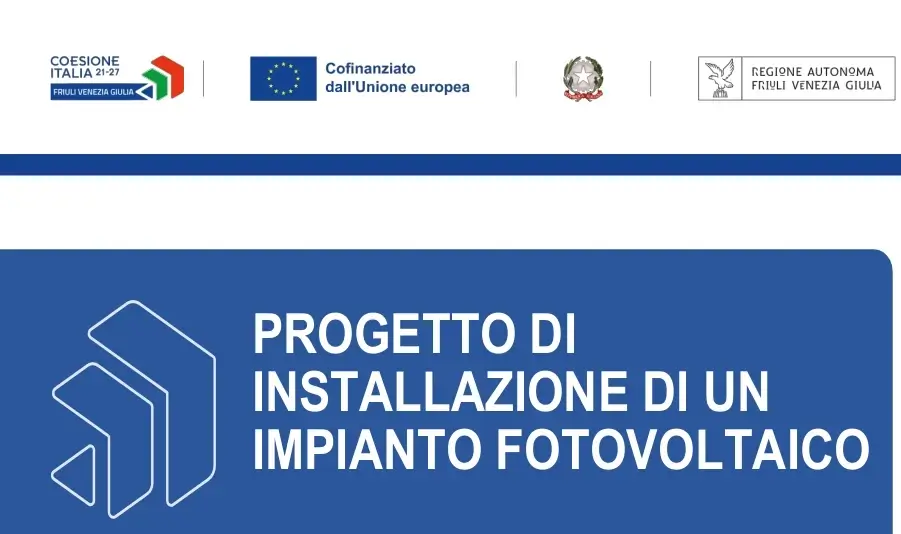 COESIONE
ITALIA 21-27
FRIULI VENEZIA GIULIA
Cofinanziato
dall'Unione europea
REGIONE AUTONOMA
FRIULI VENEZIA GIULIA
PROGETTO DI
INSTALLAZIONE DI UN
IMPIANTO FOTOVOLTAICO